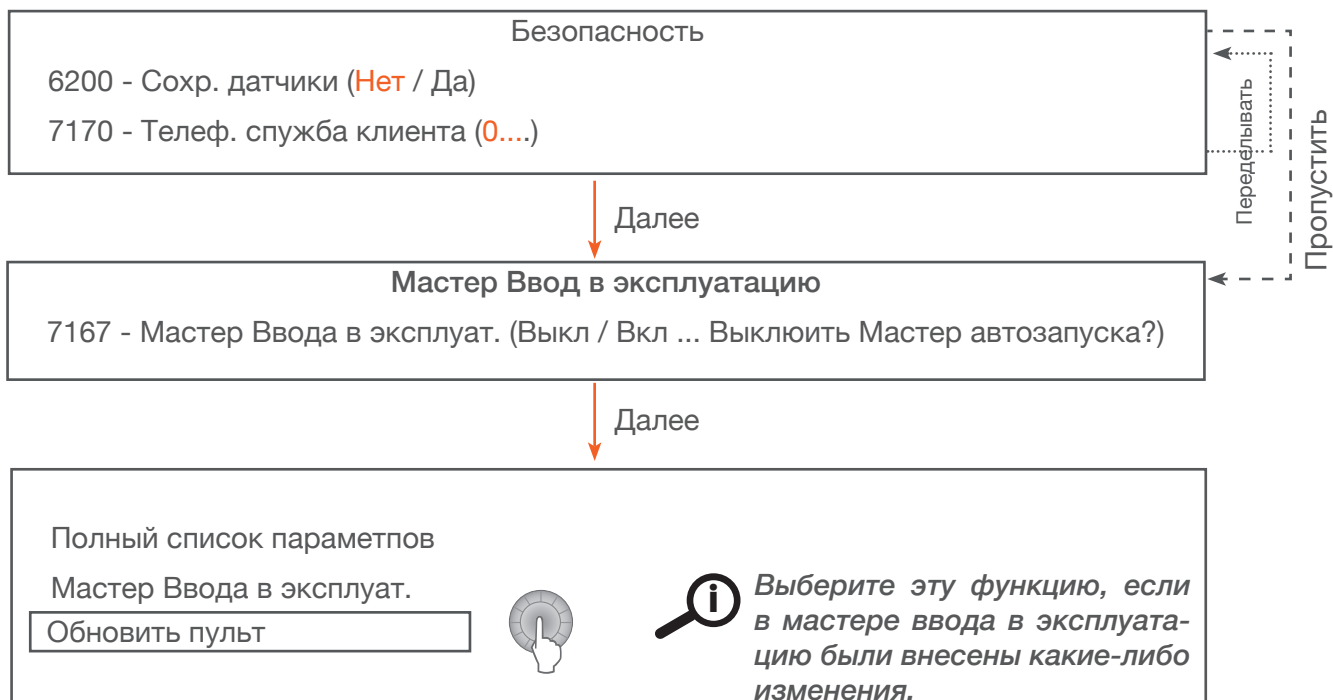 Безопасность
6200 - Сохр. датчики (Нет / Да)
7170 - Телеф. спужба клиента (0....)
Переделывать
Пропустить
Далее
Мастер Ввод в эксплуатацию
7167 - Мастер Ввода в эксплуат. (Выкл / Вкл ... Выклюить Мастер автозапуска?)
Далее
Полный список параметпов
Мастер Ввода в эксплуат.
Обновить пульт
Выберите эту функцию, если
в мастере ввода в эксплуата-
цию были внесены какие-либо
изменения.